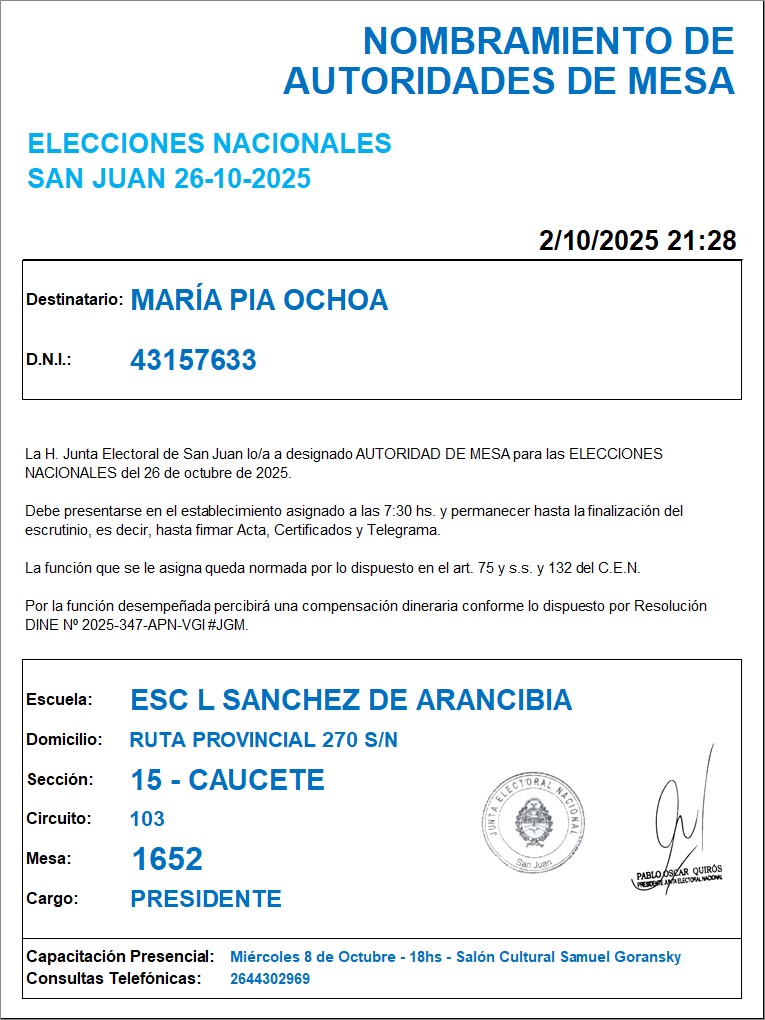 NOMBRAMIENTO DE
AUTORIDADES DE MESA
ELECCIONES NACIONALES
SAN JUAN 26-10-2025
2/10/2025 21:28
Destinatario: MARÍA PIA OCHOA
D.N.I.: 43157633
La H. Junta Electoral de San Juan lo/a a designado AUTORIDAD DE MESA para las ELECCIONES
NACIONALES del 26 de octubre de 2025.
Debe presentarse en el establecimiento asignado a las 7:30 hs. y permanecer hasta la finalización del
escrutinio, es decir, hasta firmar Acta, Certificados y Telegrama.
La función que se le asigna queda normada por lo dispuesto en el art. 75 y s.s. y 132 del C.E.N.
Por la función desempeñada percibirá una compensación dineraria conforme lo dispuesto por Resolución
DINE Nº 2025-347-APN-VGI#JGM.
Escuela: ESC L SANCHEZ DE ARANCIBIA
Domicilio: RUTA PROVINCIAL 270 S/N
Sección: 15 - CAUCETE
Circuito: 103
Mesa: 1652
Cargo: PRESIDENTE
JUNTA ELECTORAL NACIONAL
San Juan
PABLO OSCAR QUIRÓS
PRESIDENTE JUNTA ELECTORAL NACIONAL
Capacitación Presencial: Miércoles 8 de Octubre - 18hs - Salón Cultural Samuel Goransky
Consultas Telefónicas: 2644302969